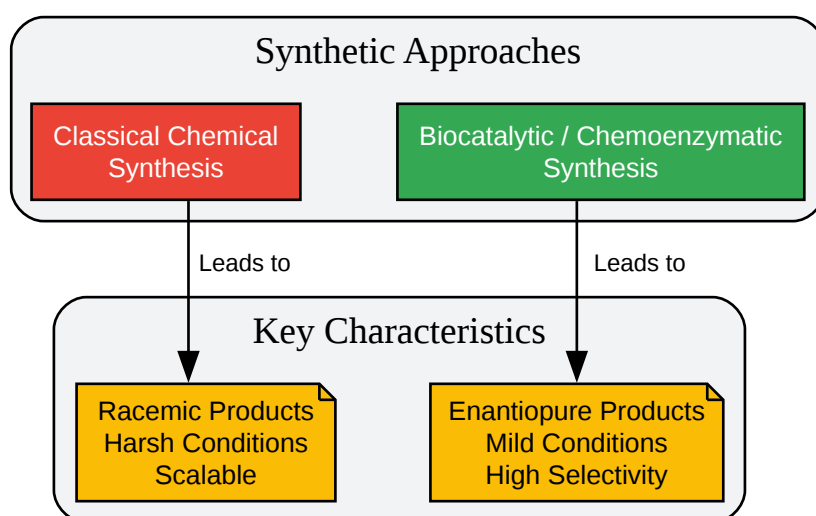 Synthetic Approaches
Classical Chemical
Synthesis
Biocatalytic / Chemoenzymatic
Synthesis
Leads to
Leads to
Key Characteristics
Racemic Products
Harsh Conditions
Scalable
Enantiopure Products
Mild Conditions
High Selectivity